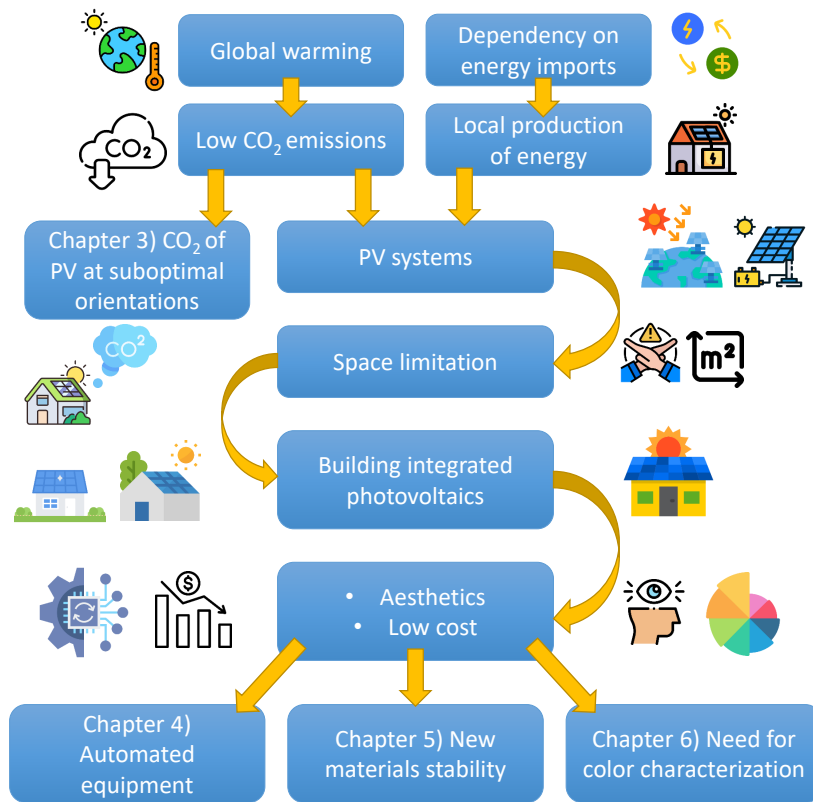 Global warming
Dependency on
energy imports
$
CO₂
Low CO₂ emissions
Local production
of energy
Chapter 3) CO₂ of
PV at suboptimal
orientations
PV systems
CO²
Space limitation
m²
Building integrated
photovoltaics
$
• Aesthetics
• Low cost
Chapter 4)
Automated
equipment
Chapter 5) New
materials stability
Chapter 6) Need for
color characterization